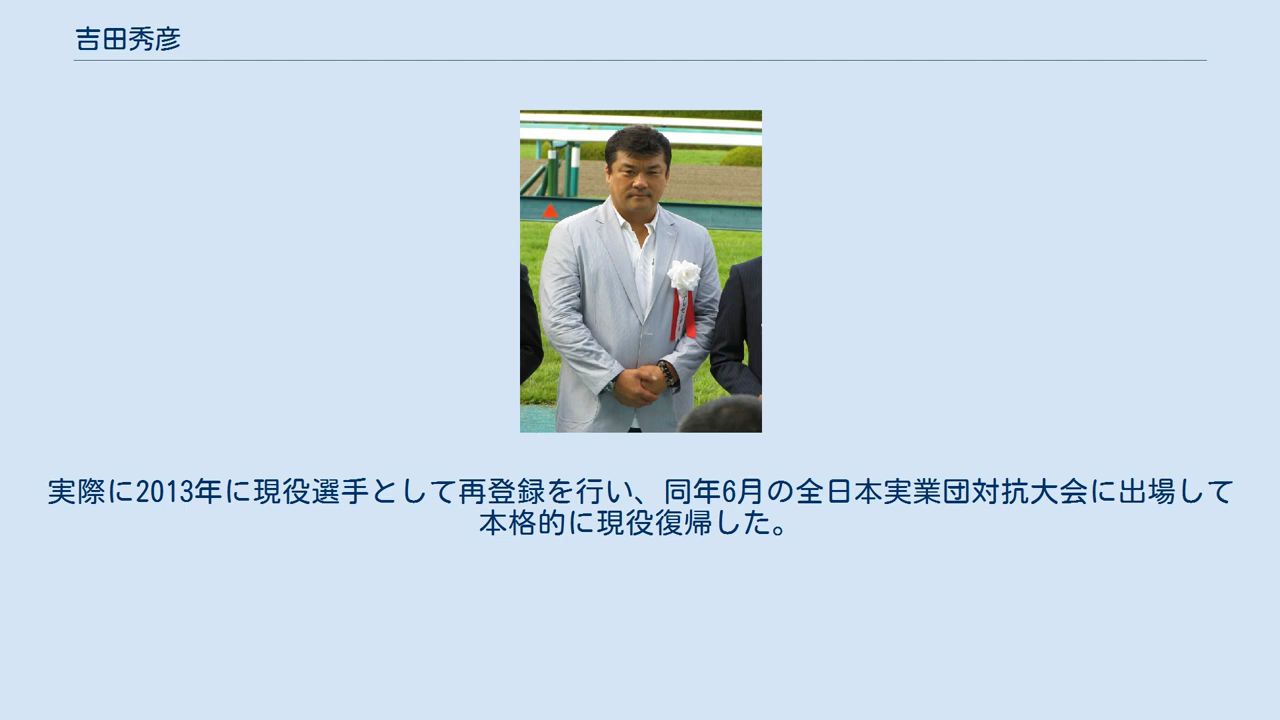 吉田秀彦
実際に2013年に現役選手として再登録を行い、同年6月の全日本実業団対抗大会に出場して
本格的に現役復帰した。